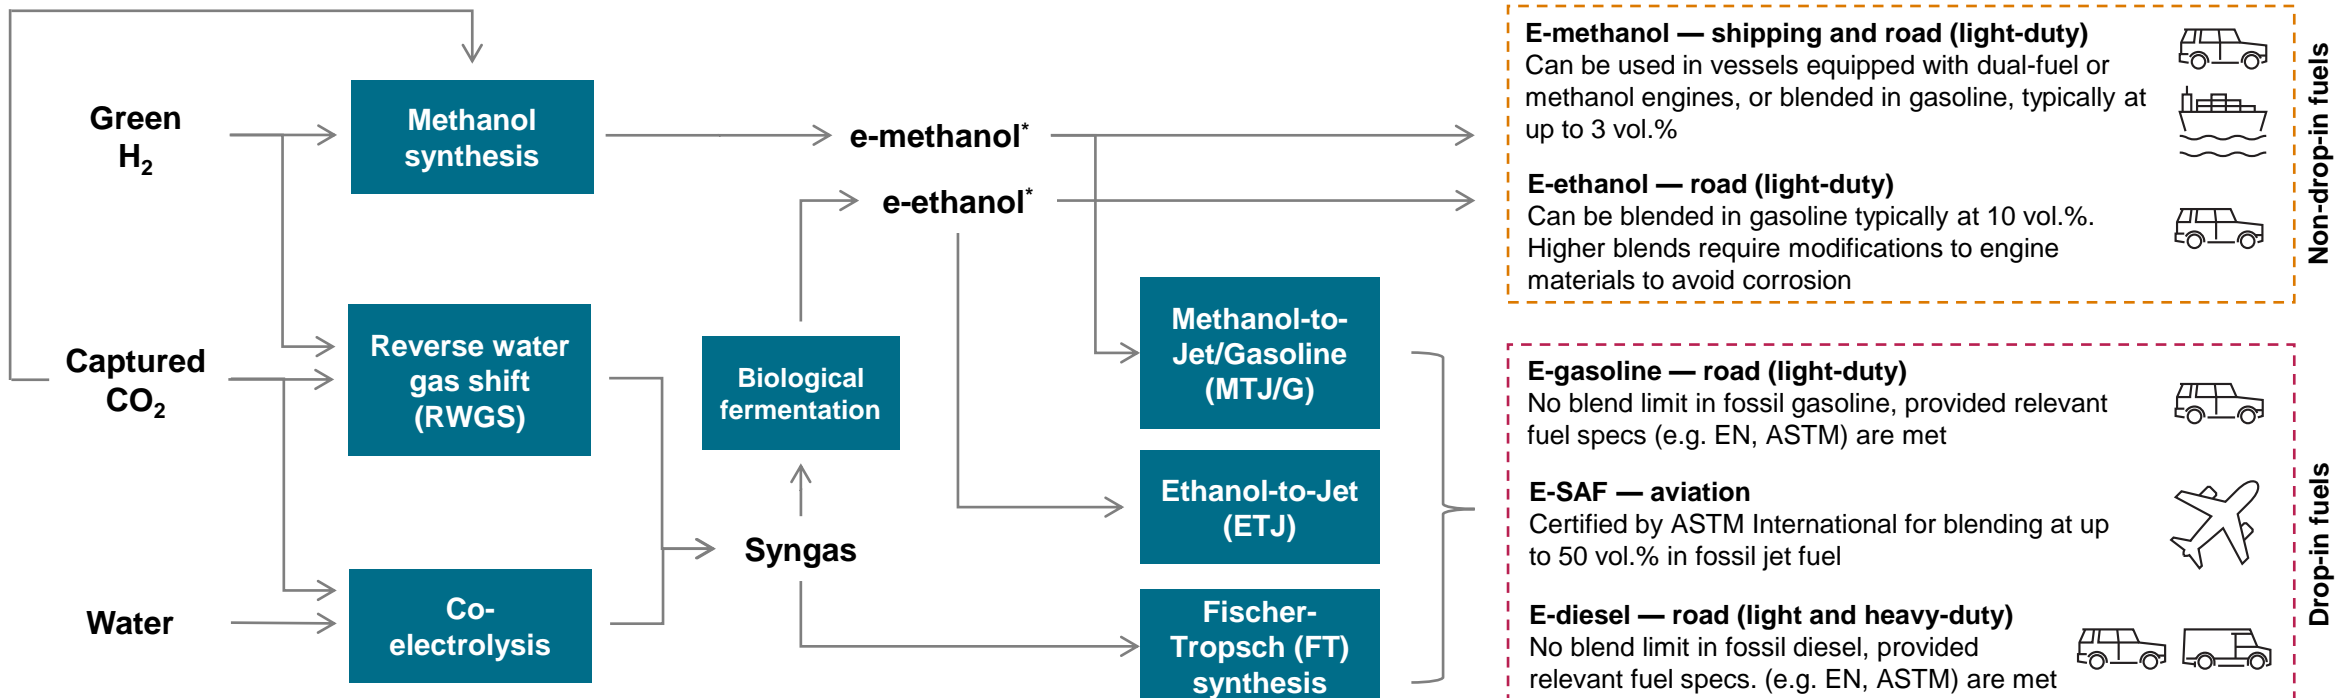 Green
H2
Captured
CO2
Water
Methanol
synthesis
Reverse water
gas shift
(RWGS)
Co-
electrolysis
Biological
fermentation
Syngas
e-methanol*
e-ethanol*
Methanol-to-
Jet/Gasoline
(MTJ/G)
Ethanol-to-Jet
(ETJ)
Fischer-
Tropsch (FT)
synthesis
E-methanol — shipping and road (light-duty)
Can be used in vessels equipped with dual-fuel or
methanol engines, or blended in gasoline, typically at
up to 3 vol.%
E-ethanol — road (light-duty)
Can be blended in gasoline typically at 10 vol.%.
Higher blends require modifications to engine
materials to avoid corrosion
Non-drop-in fuels
E-gasoline — road (light-duty)
No blend limit in fossil gasoline, provided relevant
fuel specs (e.g. EN, ASTM) are met
E-SAF — aviation
Certified by ASTM International for blending at up
to 50 vol.% in fossil jet fuel
E-diesel — road (light and heavy-duty)
No blend limit in fossil diesel, provided
relevant fuel specs. (e.g. EN, ASTM) are met
Drop-in fuels